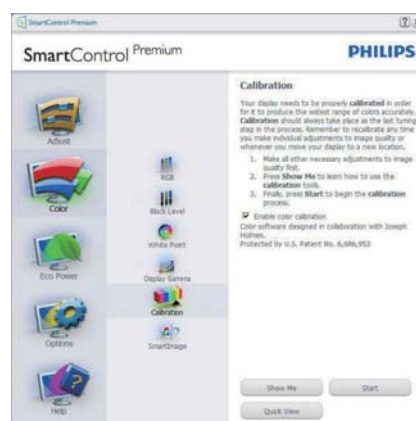 SmartControl Premium
SmartControl Premium
PHILIPS
Adjust
Color
Eco Power
Options
Help
RGB
Black Level
White Point
Display Gamma
Calibration
SmartImage
Calibration
Your display needs to be properly calibrated in order
for it to produce the widest range of colors accurately.
Calibration should always take place as the last tuning
step in the process. Remember to recalibrate any time
you make individual adjustments to image quality or
whenever you move your display to a new location.
1. Make all other necessary adjustments to image
quality first.
2. Press Show Me to learn how to use the
calibration tools.
3. Finally, press Start to begin the calibration
process.
Enable color calibration
Color software designed in collaboration with Joseph
Holmes.
Protected by U.S. Patent No. 6,686,953
Show Me
Start
Quick View